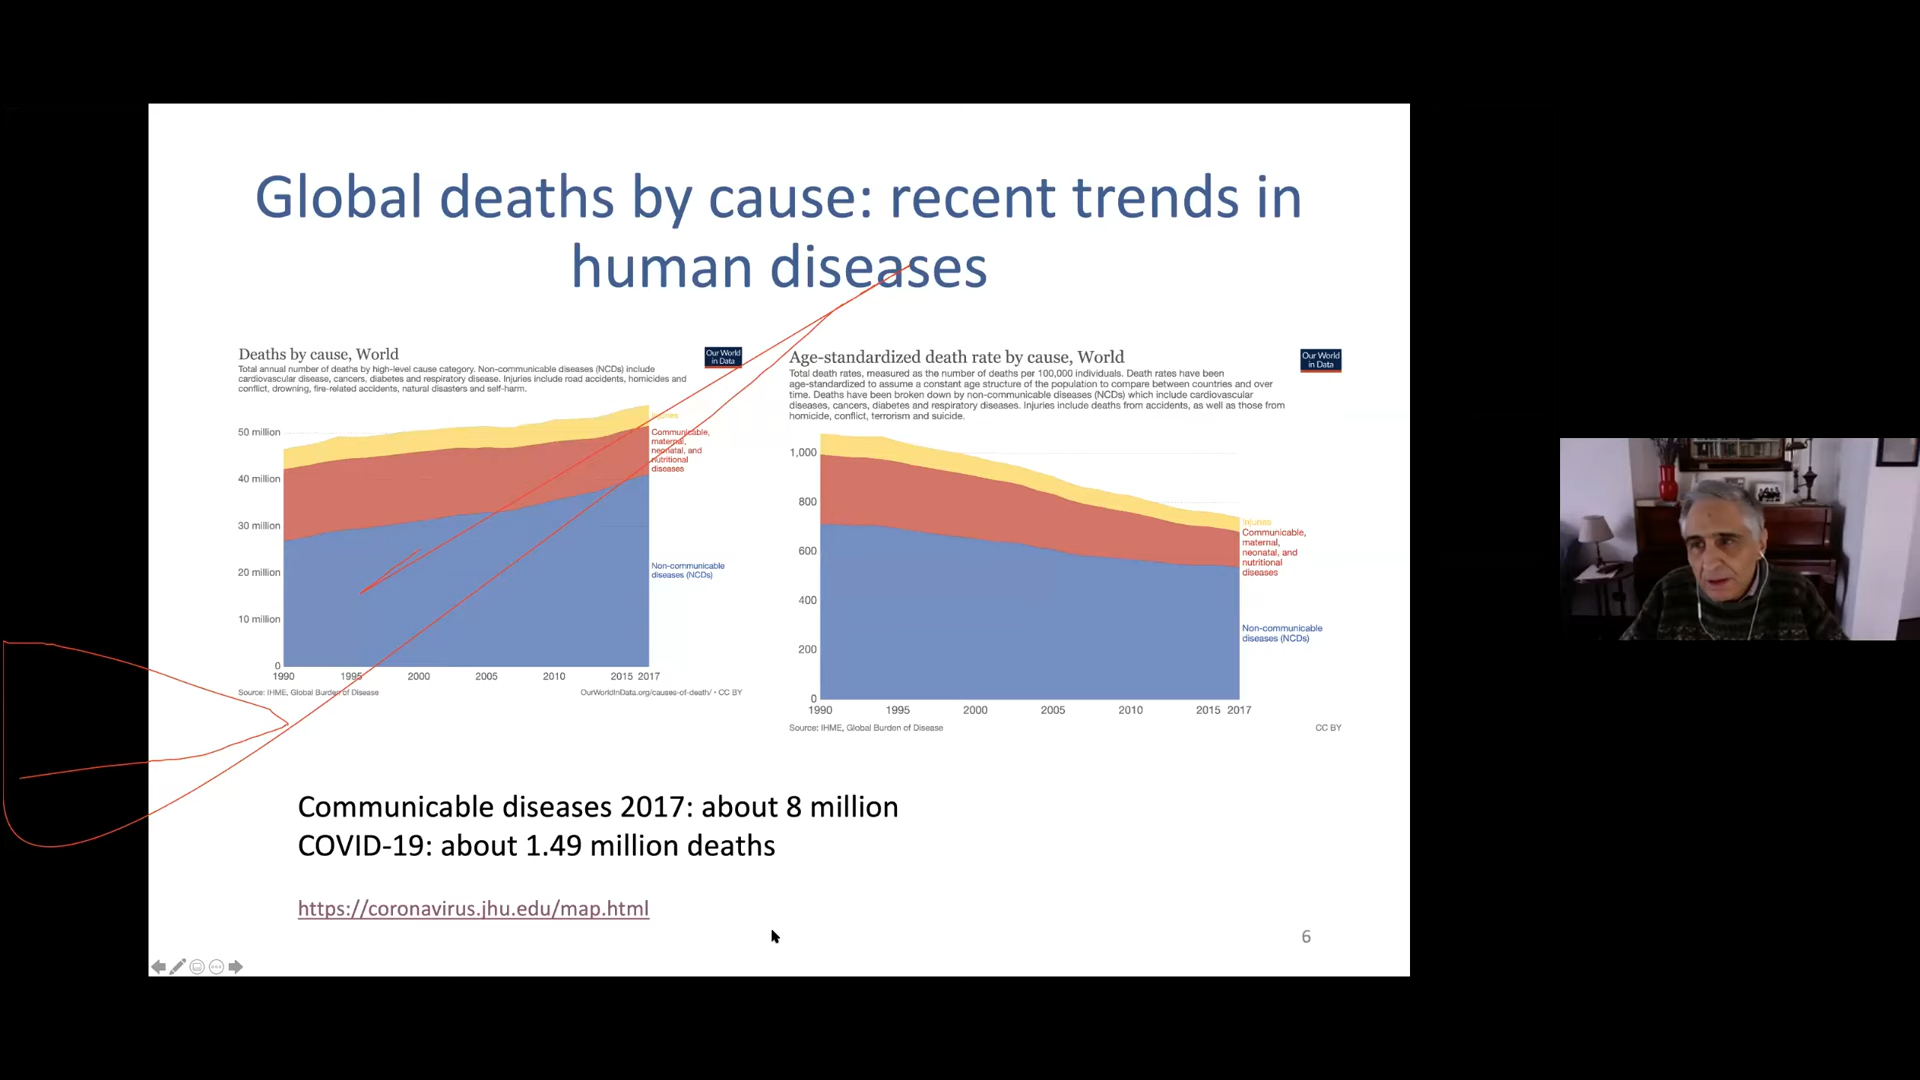 Global deaths by cause: recent trends in
human diseases
Deaths by cause, World
Our World
in Data
Total annual number of deaths by high-level cause category. Non-communicable diseases (NCDs) include
cardiovascular disease, cancers, diabetes and respiratory disease. Injuries include road accidents, homicides and
conflict, drowning, fire-related accidents, natural disasters and self-harm.
50 million
40 million
30 million
20 million
10 million
0
Injuries
Communicable,
maternal,
neonatal, and
nutritional
diseases
Non-communicable
diseases (NCDs)
1990
1995
2000
2005
2010
2015
2017
Source: IHME, Global Burden of Disease
OurWorldInData.org/causes-of-death/ • CC BY
Age-standardized death rate by cause, World
Our World
in Data
Total death rates, measured as the number of deaths per 100,000 individuals. Death rates have been
age-standardized to assume a constant age structure of the population to compare between countries and over
time. Deaths have been broken down by non-communicable diseases (NCDs) which include cardiovascular
diseases, cancers, diabetes and respiratory diseases. Injuries include deaths from accidents, as well as those from
homicide, conflict, terrorism and suicide.
1,000
800
600
400
200
0
Injuries
Communicable,
maternal,
neonatal, and
nutritional
diseases
Non-communicable
diseases (NCDs)
1990
1995
2000
2005
2010
2015
2017
Source: IHME, Global Burden of Disease
CC BY
Communicable diseases 2017: about 8 million
COVID-19: about 1.49 million deaths
https://coronavirus.jhu.edu/map.html
6